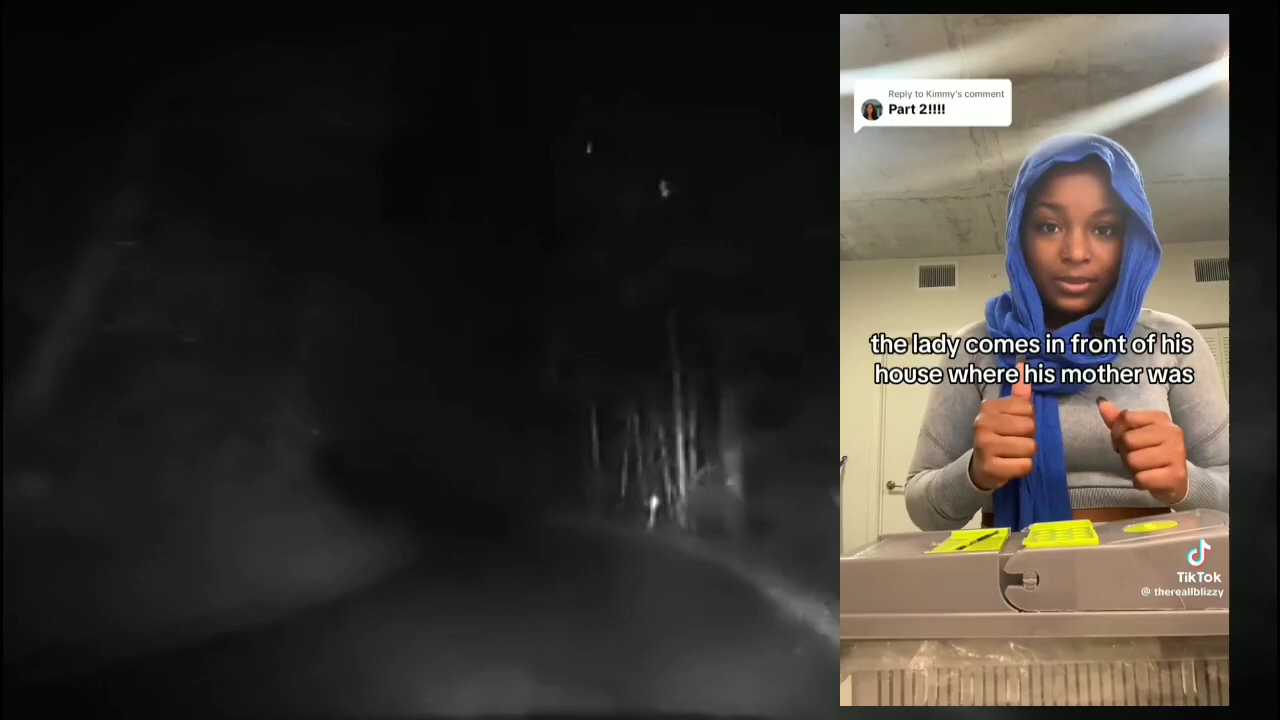 Reply to Kimmy's comment
Part 2!!!!
the lady comes in front of his
house where his mother was
TikTok
@ thereallblizzy